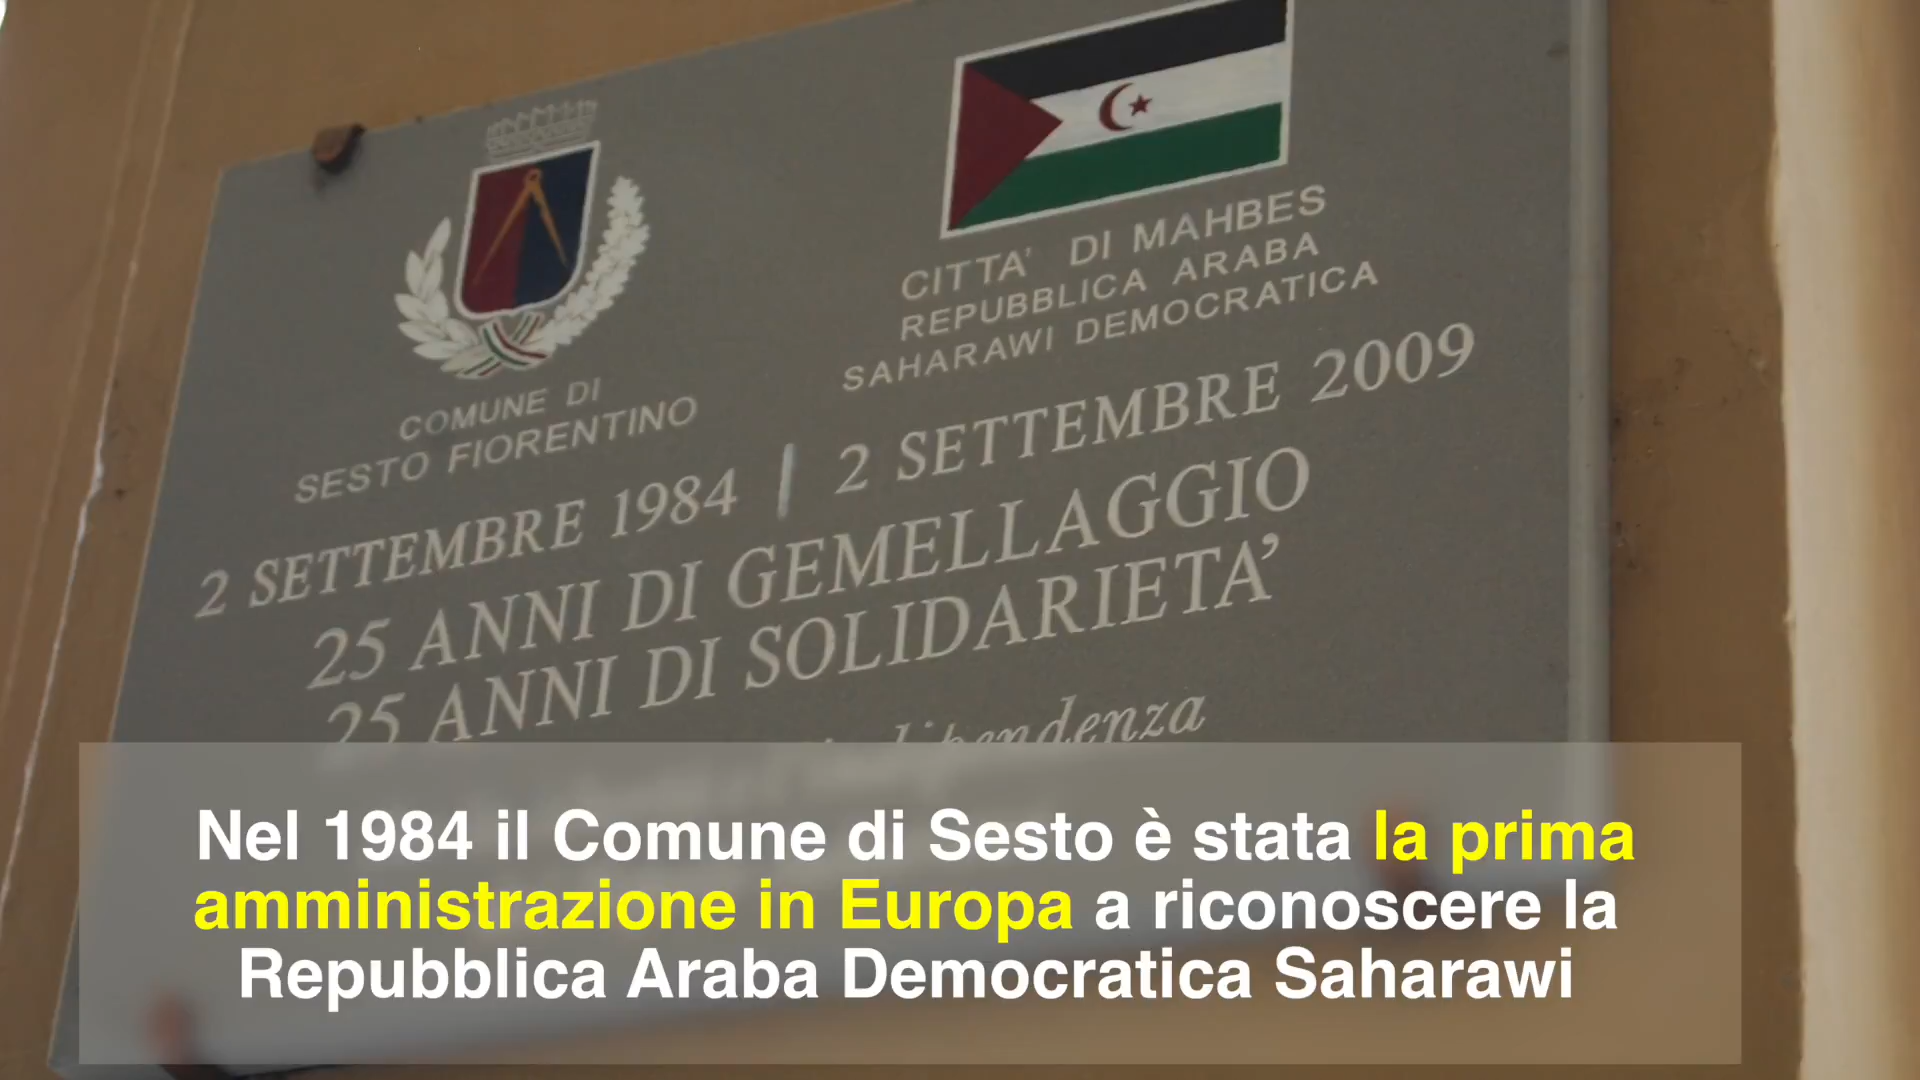 COMUNE DI
SESTO FIORENTINO
CITTA' DI MAHBES
REPUBBLICA ARABA
SAHARAWI DEMOCRATICA
2 SETTEMBRE 1984 | 2 SETTEMBRE 2009
25 ANNI DI GEMELLAGGIO
25 ANNI DI SOLIDARIETA'
Nel 1984 il Comune di Sesto è stata la prima
amministrazione in Europa a riconoscere la
Repubblica Araba Democratica Saharawi